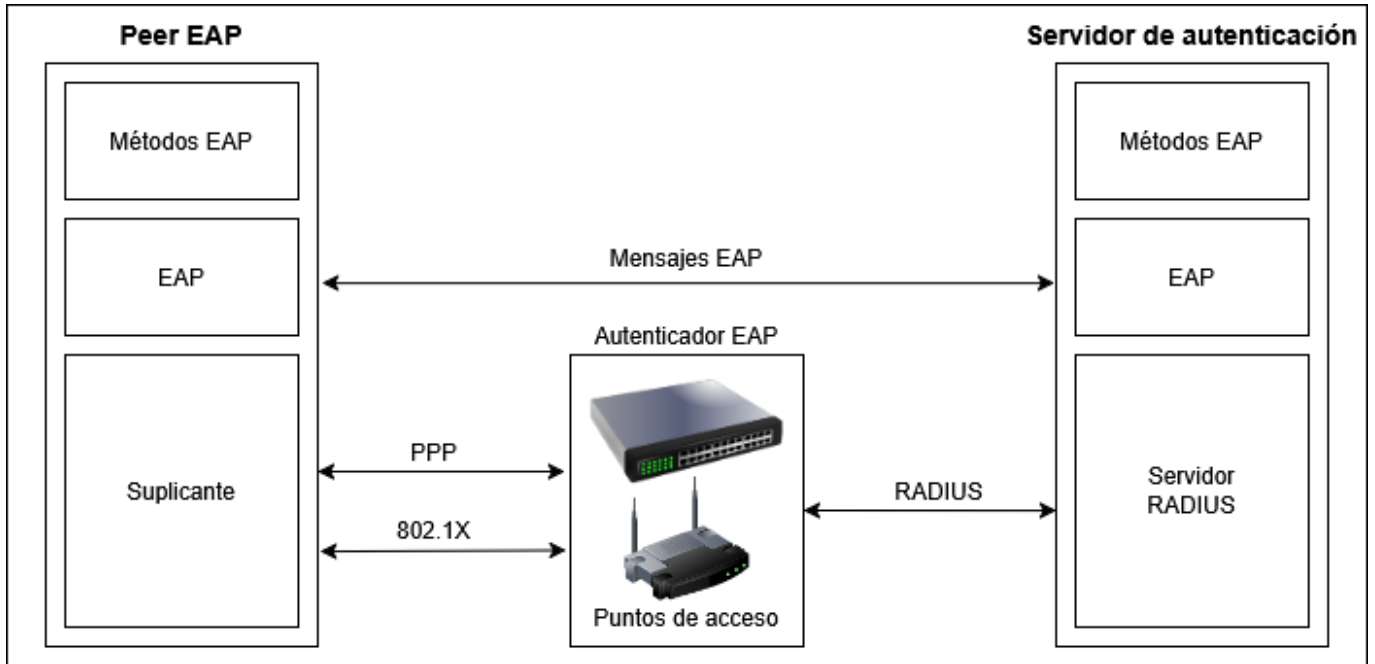 Peer EAP
Servidor de autenticación
Métodos EAP
Métodos EAP
EAP
Mensajes EAP
EAP
Autenticador EAP
Suplicante
PPP
802.1X
Puntos de acceso
RADIUS
Servidor
RADIUS